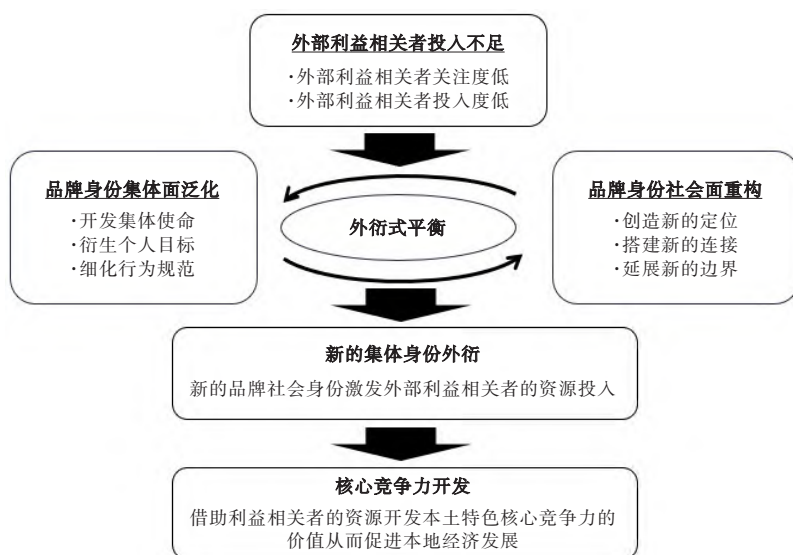 外部利益相关者投入不足
·外部利益相关者关注度低
·外部利益相关者投入度低
品牌身份集体面泛化
·开发集体使命
·衍生个人目标
·细化行为规范
外衍式平衡
品牌身份社会面重构
·创造新的定位
·搭建新的连接
·延展新的边界
新的集体身份外衍
新的品牌社会身份激发外部利益相关者的资源投入
核心竞争力开发
借助利益相关者的资源开发本土特色核心竞争力的
价值从而促进本地经济发展